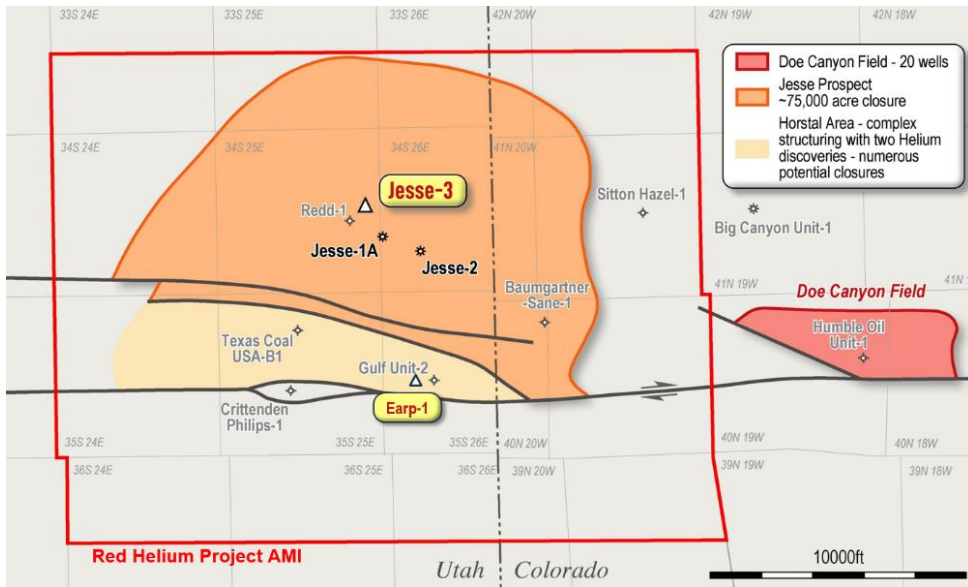 33S 24E
33S 25E
33S 26E
42N 20W
42N 19W
42N 18W
Doe Canyon Field - 20 wells
Jesse Prospect
~75,000 acre closure
Horstal Area - complex
structuring with two Helium
discoveries - numerous
potential closures
34S 24E
34S 25E
34S 26E
41N 20W
Jesse-3
Redd-1
Sitton Hazel-1
Big Canyon Unit-1
Jesse-1A
Jesse-2
Baumgartner
-Sane-1
41N 19W
41N 1
Doe Canyon Field
Texas Coal
USA-B1
Humble Oil
Unit-1
Gulf Unit-2
Crittenden
Philips-1
Earp-1
35S 24E
35S 25E
35S 26E
40N 20W
40N 19W
40N 18W
36S 24E
36S 25E
36S 26E
39N 20W
39N 19W
39N 18W
Red Helium Project AMI
Utah
Colorado
10000ft